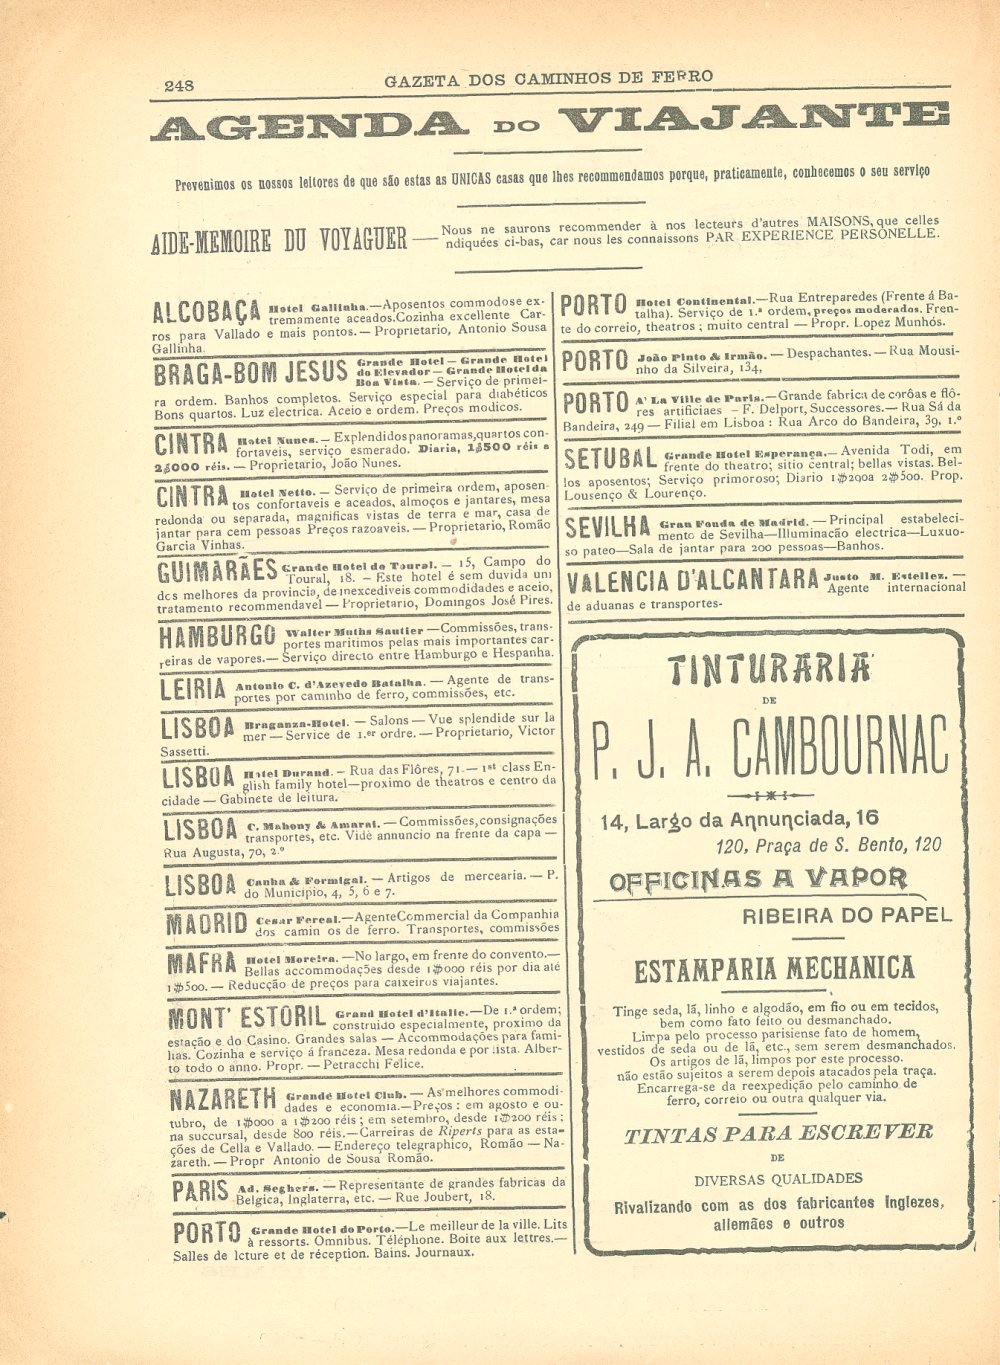 248
GAZETA DOS CAMINHOS DE FERRO
AGENDA DO VIAJANTE
Prevenimos os nossos leitores de que são estas as UNICAS casas que lhes recommendamos porque, praticamente, conhecemos o seu serviço
AIDE-MEMOIRE DU VOYAGUER — Nous ne saurons recommender à nos lecteurs d'autres MAISONS, que celles
ndiquées ci-bas, car nous les connaissons PAR EXPERIENCE PERSONELLE.
ALCOBAÇA Hotel Gallinha.—Aposentos commodose ex-
tremamente aceados.Cozinha excellente Car-
ros para Vallado e mais pontos.— Proprietario, Antonio Sousa
Gallinha.
BRAGA-BOM JESUS Grande Hotel — Grande Hotel
do Elevador — Grande Hotel da
Boa Vista. — Serviço de primei-
ra ordem. Banhos completos. Serviço especial para diabéticos
Bons quartos. Luz electrica. Aceio e ordem. Preços modicos.
CINTRA Hotel Nunes. — Explendidos panoramas, quartos con-
fortaveis, serviço esmerado. Diaria, 1$500 réis a
2$000 réis. — Proprietario, João Nunes.
CINTRA Hotel Netto. — Serviço de primeira ordem, aposen-
tos confortaveis e aceados, almoços e jantares, mesa
redonda ou separada, magnificas vistas de terra e mar, casa de
jantar para cem pessoas Preços razoaveis. — Proprietario, Romão
Garcia Vinhas.
GUIMARAES Grande Hotel do Toural. — 15, Campo do
Toural, 18. — Este hotel é sem duvida um
dos melhores da provincia, de inexcediveis commodidades e aceio,
tratamento recommendavel — Proprietario, Domingos José Pires.
HAMBURGO Walter Muths Sautier — Commissões, trans-
portes maritimos pelas mais importantes car-
reiras de vapores.— Serviço directo entre Hamburgo e Hespanha.
LEIRIA Antonio C. d'Azevedo Batalha. — Agente de trans-
portes por caminho de ferro, commissões, etc.
LISBOA Braganza-Hotel. — Salons — Vue splendide sur la
mer — Service de 1.er ordre. — Proprietario, Victor
Sassetti.
LISBOA Hotel Durand. — Rua das Flôres, 71.— 1st class En-
glish family hotel—proximo de theatros e centro da
cidade — Gabinete de leitura.
LISBOA C. Mahony & Amaral. — Commissões, consignações
transportes, etc. Vidè annuncio na frente da capa —
Rua Augusta, 70, 2.º
LISBOA Canha & Formigal. — Artigos de mercearia. — P.
do Municipio, 4, 5, 6 e 7.
MADRID Cesar Fereal.—Agente Commercial da Companhia
dos camin os de ferro. Transportes, commissões
MAFRA Hotel Moreira. —No largo, em frente do convento.—
Bellas accommodações desde 1$000 réis por dia até
1$500. — Reducção de preços para caixeiros viajantes.
MONT' ESTORIL Grand Hotel d'Italie.—De 1.ª ordem;
construido especialmente, proximo da
estação e do Casino. Grandes salas — Accommodações para fami-
lias. Cozinha e serviço á franceza. Mesa redonda e por lista. Alber-
to todo o anno. Propr. — Petracchi Felice.
NAZARETH Grande Hotel Club. — As melhores commodi-
dades e economia.—Preços: em agosto e ou-
tubro, de 1$000 a 1$200 réis; em setembro, desde 1$200 réis;
na succursal, desde 800 réis.—Carreiras de Riperts para as esta-
ções de Cella e Vallado. — Endereço telegraphico, Romão — Na-
zareth. — Propr Antonio de Sousa Romão.
PARIS Ad. Seghers. — Representante de grandes fabricas da
Belgica, Inglaterra, etc. — Rue Joubert, 18.
PORTO Grande Hotel do Porto.—Le meilleur de la ville. Lits
à ressorts. Omnibus. Téléphone. Boite aux lettres.—
Salles de lcture et de réception. Bains. Journaux.
PORTO Hotel Continental.—Rua Entreparedes (Frente á Ba-
talha). Serviço de 1.ª ordem, preços moderados. Fren-
te do correio, theatros; muito central — Propr. Lopez Munhós.
PORTO João Pinto & Irmão. — Despachantes. — Rua Mousi-
nho da Silveira, 134,
PORTO A' La Ville de Paris.—Grande fabrica de corôas e flô-
res artificiaes — F. Delport, Successores.— Rua Sá da
Bandeira, 249 — Filial em Lisboa: Rua Arco do Bandeira, 39, 1.º
SETUBAL Grande Hotel Esperança.— Avenida Todi, em
frente do theatro; sitio central; bellas vistas. Bel-
los aposentos; Serviço primoroso; Diario 1$200a 2$500. Prop.
Lousenço & Lourenço.
SEVILHA Gran Fonda de Madrid. — Principal estabeleci-
mento de Sevilha—Illuminação electrica—Luxuo-
so pateo—Sala de jantar para 200 pessoas—Banhos.
VALENCIA D'ALCANTARA Justo M. Estellez. —
Agente internacional
de aduanas e transportes-
TINTURARIA
DE
P. J. A. CAMBOURNAC
14, Largo da Annunciada, 16
120, Praça de S. Bento, 120
OFFICINAS A VAPOR
RIBEIRA DO PAPEL
ESTAMPARIA MECHANICA
Tinge seda, lã, linho e algodão, em fio ou em tecidos,
bem como fato feito ou desmanchado.
Limpa pelo processo parisiense fato de homem,
vestidos de seda ou de lã, etc., sem serem desmanchados.
Os artigos de lã, limpos por este processo.
não estão sujeitos a serem depois atacados pela traça.
Encarrega-se da reexpedição pelo caminho de
ferro, correio ou outra qualquer via.
TINTAS PARA ESCREVER
DE
DIVERSAS QUALIDADES
Rivalizando com as dos fabricantes Inglezes,
allemães e outros